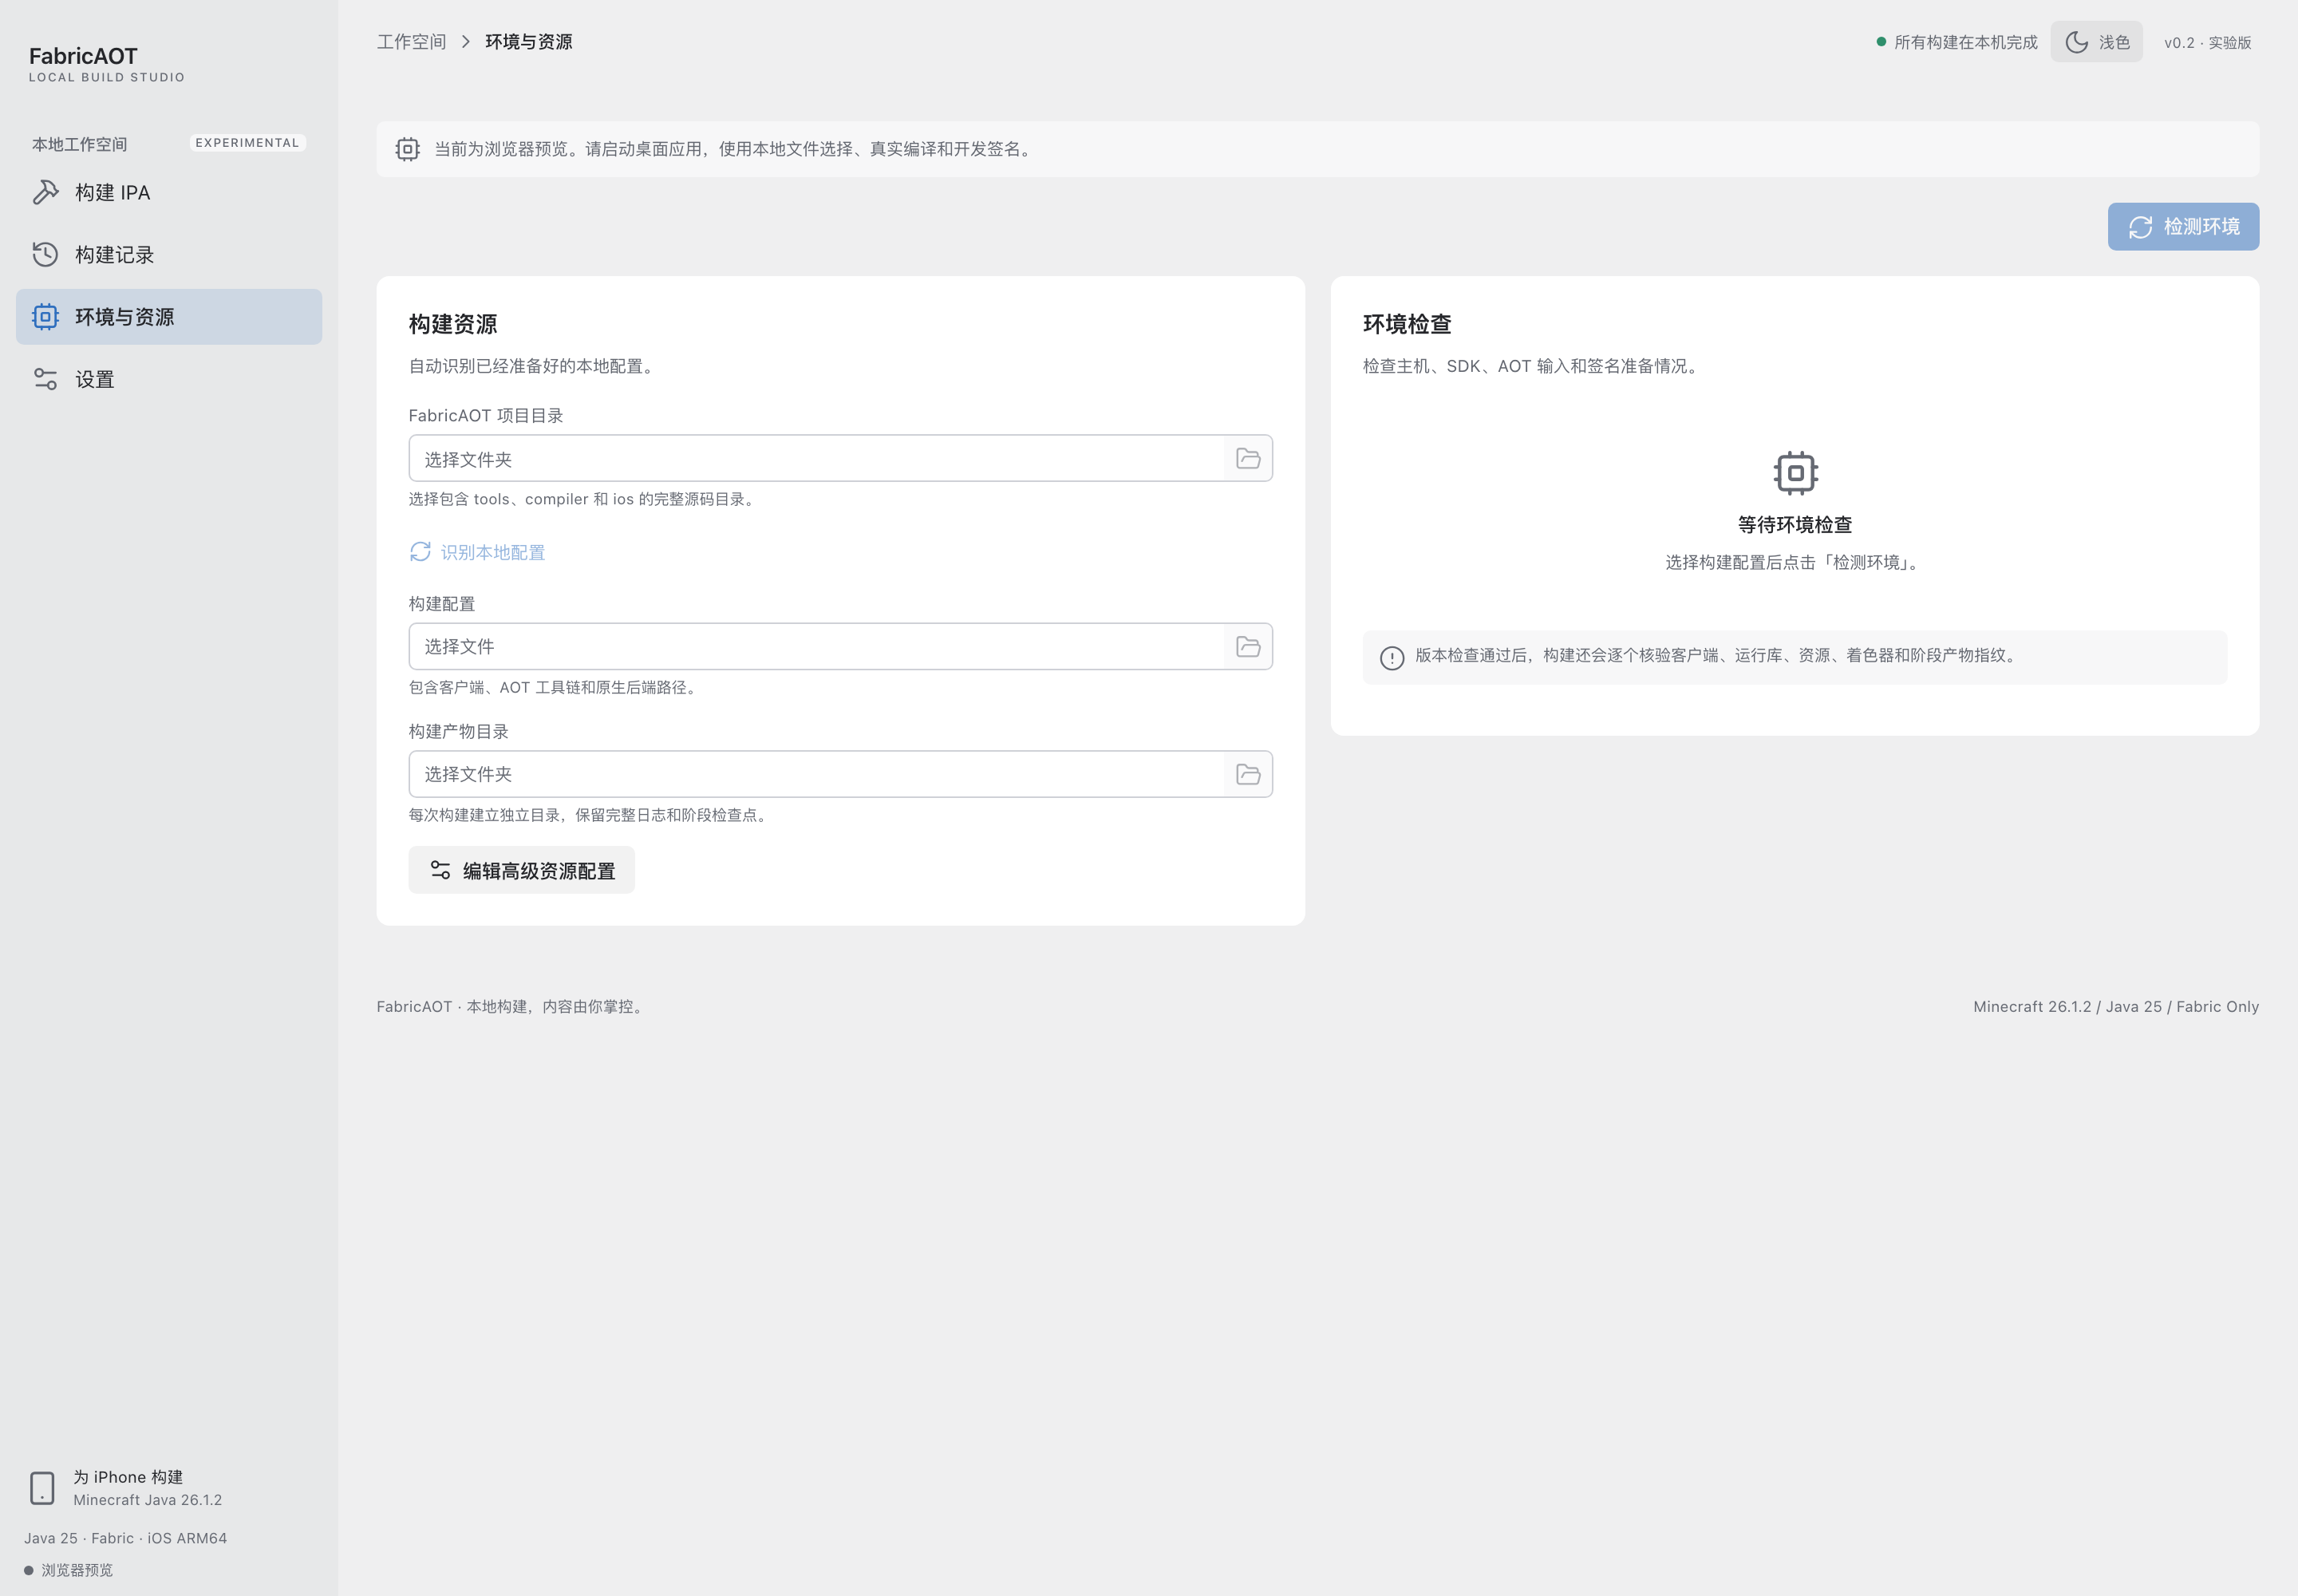 FabricAOT
LOCAL BUILD STUDIO
本地工作空间
EXPERIMENTAL
构建 IPA
构建记录
环境与资源
设置
为 iPhone 构建
Minecraft Java 26.1.2
Java 25 · Fabric · iOS ARM64
浏览器预览
工作空间
环境与资源
所有构建在本机完成
浅色
v0.2 · 实验版
当前为浏览器预览。请启动桌面应用，使用本地文件选择、真实编译和开发签名。
检测环境
构建资源
自动识别已经准备好的本地配置。
FabricAOT 项目目录
选择文件夹
选择包含 tools、compiler 和 ios 的完整源码目录。
识别本地配置
构建配置
选择文件
包含客户端、AOT 工具链和原生后端路径。
构建产物目录
选择文件夹
每次构建建立独立目录，保留完整日志和阶段检查点。
编辑高级资源配置
环境检查
检查主机、SDK、AOT 输入和签名准备情况。
等待环境检查
选择构建配置后点击「检测环境」。
版本检查通过后，构建还会逐个核验客户端、运行库、资源、着色器和阶段产物指纹。
FabricAOT · 本地构建，内容由你掌控。
Minecraft 26.1.2 / Java 25 / Fabric Only